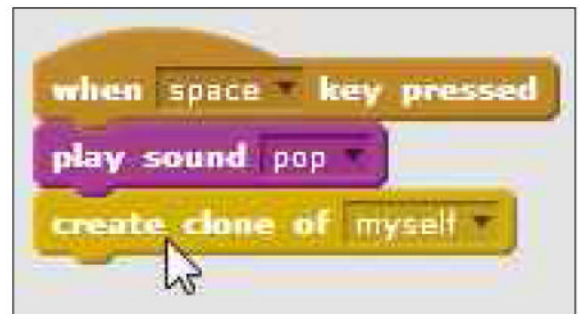 when space key pressed
play sound pop
create clone of myself